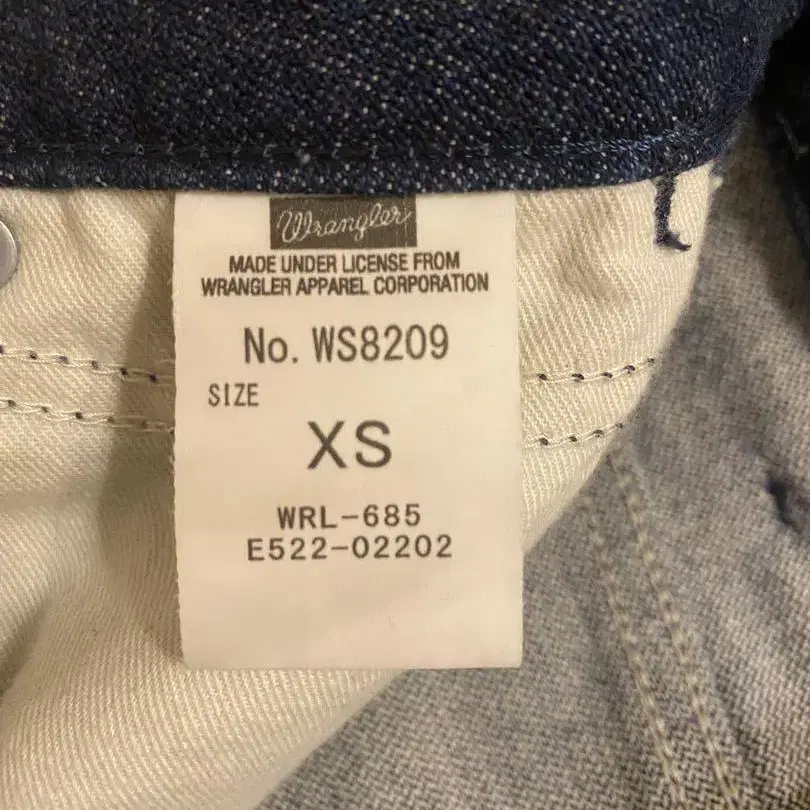 Wrangler
MADE UNDER LICENSE FROM
WRANGLER APPAREL CORPORATION
No. WS8209
SIZE
XS
WRL-685
E522-02202